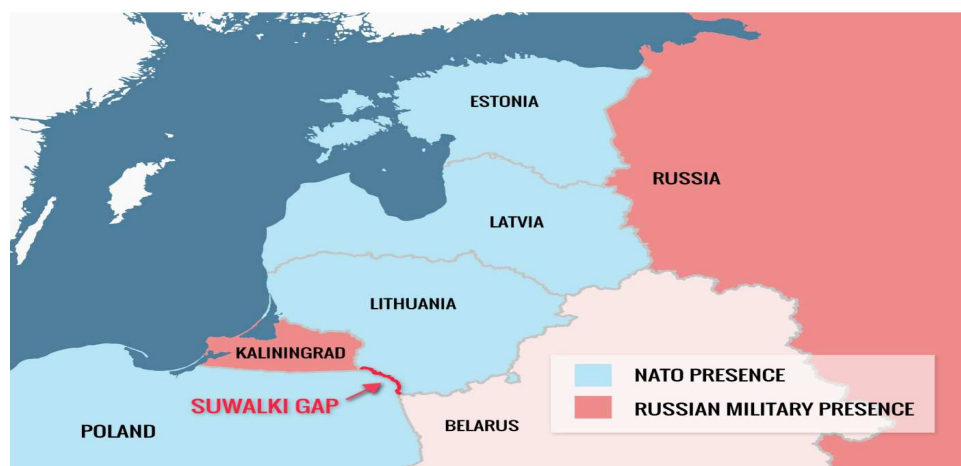 ESTONIA
RUSSIA
LATVIA
LITHUANIA
KALININGRAD
SUWALKI GAP
POLAND
BELARUS
NATO PRESENCE
RUSSIAN MILITARY PRESENCE